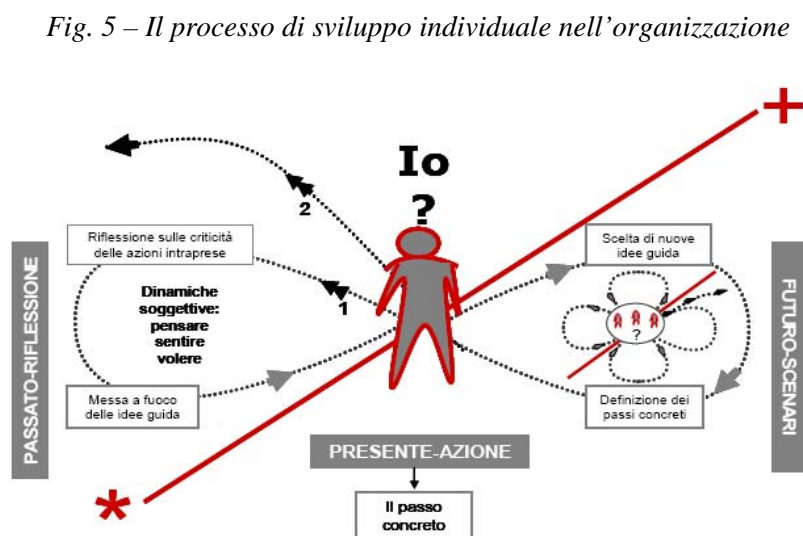 Fig. 5 – Il processo di sviluppo individuale nell’organizzazione
Io
?
2
1
PASSATO-RIFLESSIONE
Riflessione sulle criticità
delle azioni intraprese
Dinamiche
soggettive:
pensare
sentire
volere
Messa a fuoco
delle idee guida
Scelta di nuove
idee guida
?
Definizione dei
passi concreti
FUTURO-SCENARI
PRESENTE-AZIONE
Il passo
concreto